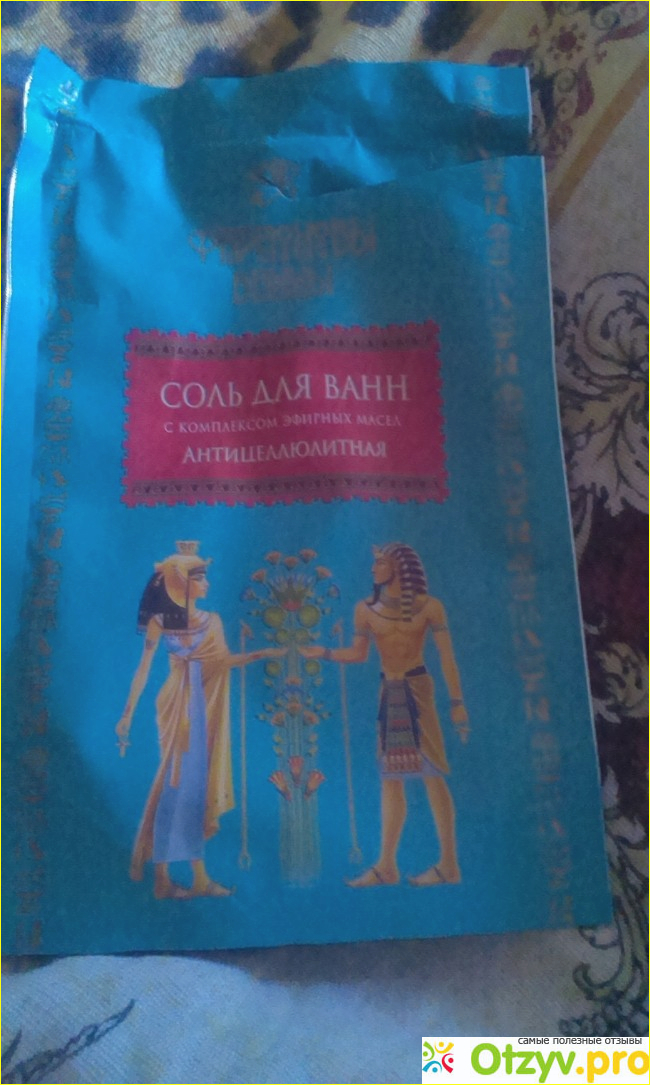 СОЛЬ ДЛЯ ВАНН
С КОМПЛЕКСОМ ЭФИРНЫХ МАСЕЛ
АНТИЦЕЛЛЮЛИТНАЯ
самые полезные отзывы
Otzyv.pro